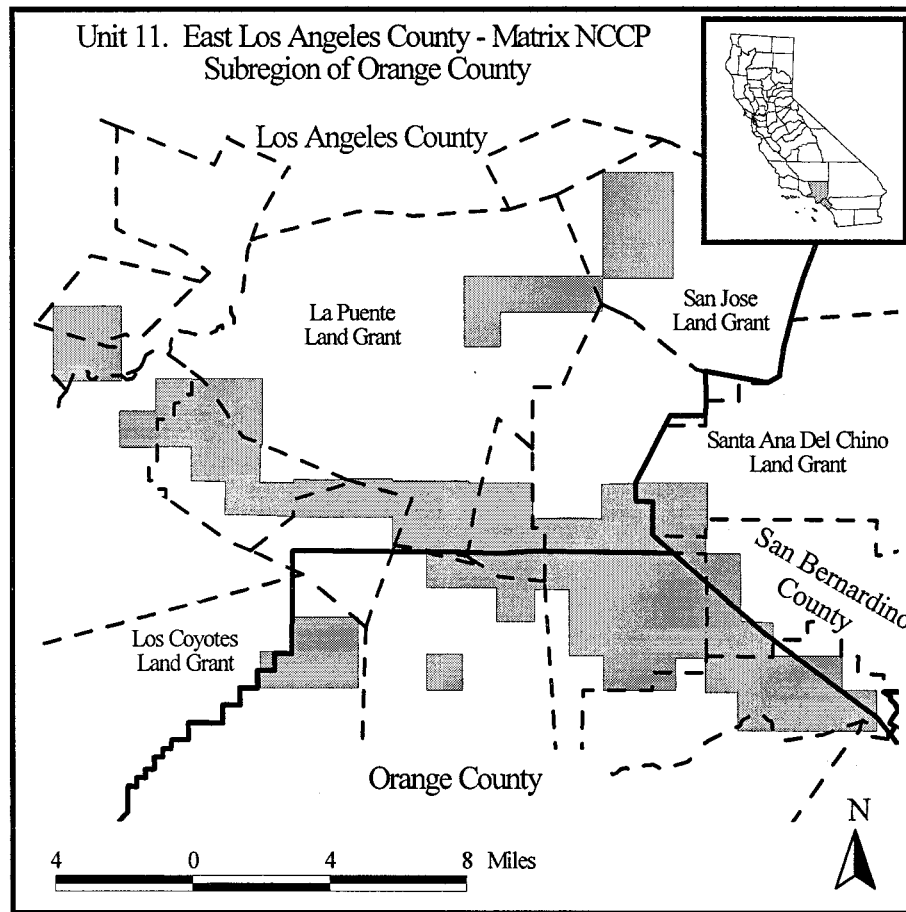 Unit 11. East Los Angeles County - Matrix NCCP
Subregion of Orange County
Los Angeles County
La Puente
Land Grant
San Jose
Land Grant
Santa Ana Del Chino
Land Grant
San Bernardino
County
Los Coyotes
Land Grant
Orange County
N
4 0 4 8 Miles